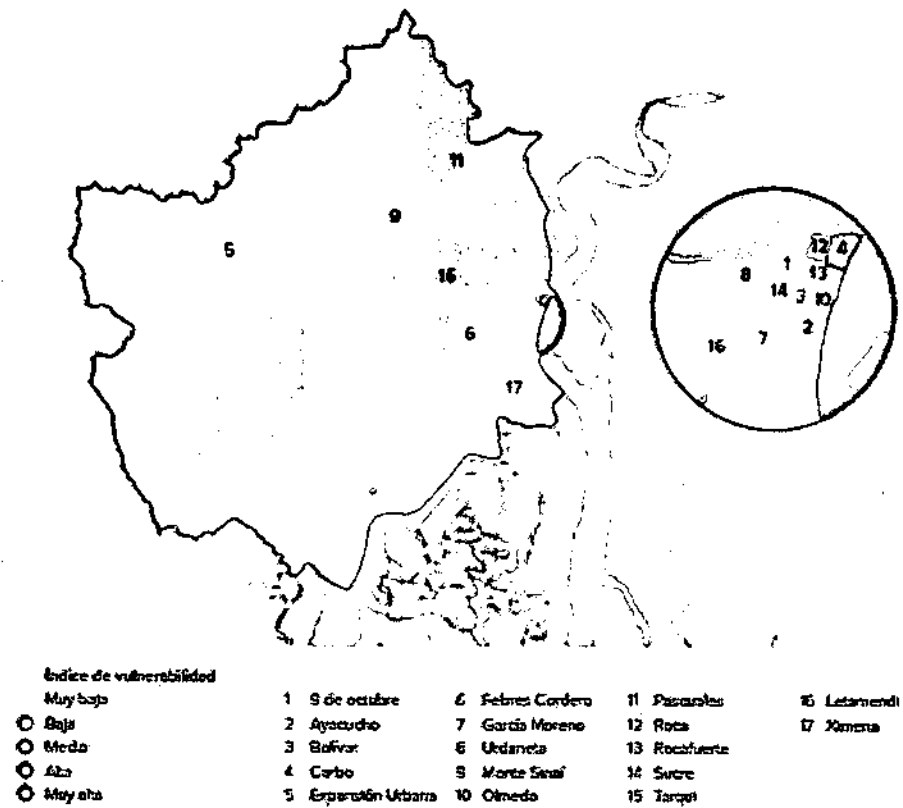 11
9
5
12 4
1
13
8
14 3 10
2
7
16
6
17
Índice de vulnerabilidad
Muy baja 1 9 de octubre 6 Febres Cordero 11 Pascuales 16 Letamendi
Baja 2 Ayacucho 7 García Moreno 12 Roca 17 Ximena
Media 3 Bolívar 8 Urdaneta 13 Rocafuerte
Alta 4 Carbo 9 Monte Sinaí 14 Sucre
Muy alta 5 Expansión Urbana 10 Olmedo 15 Tarqui